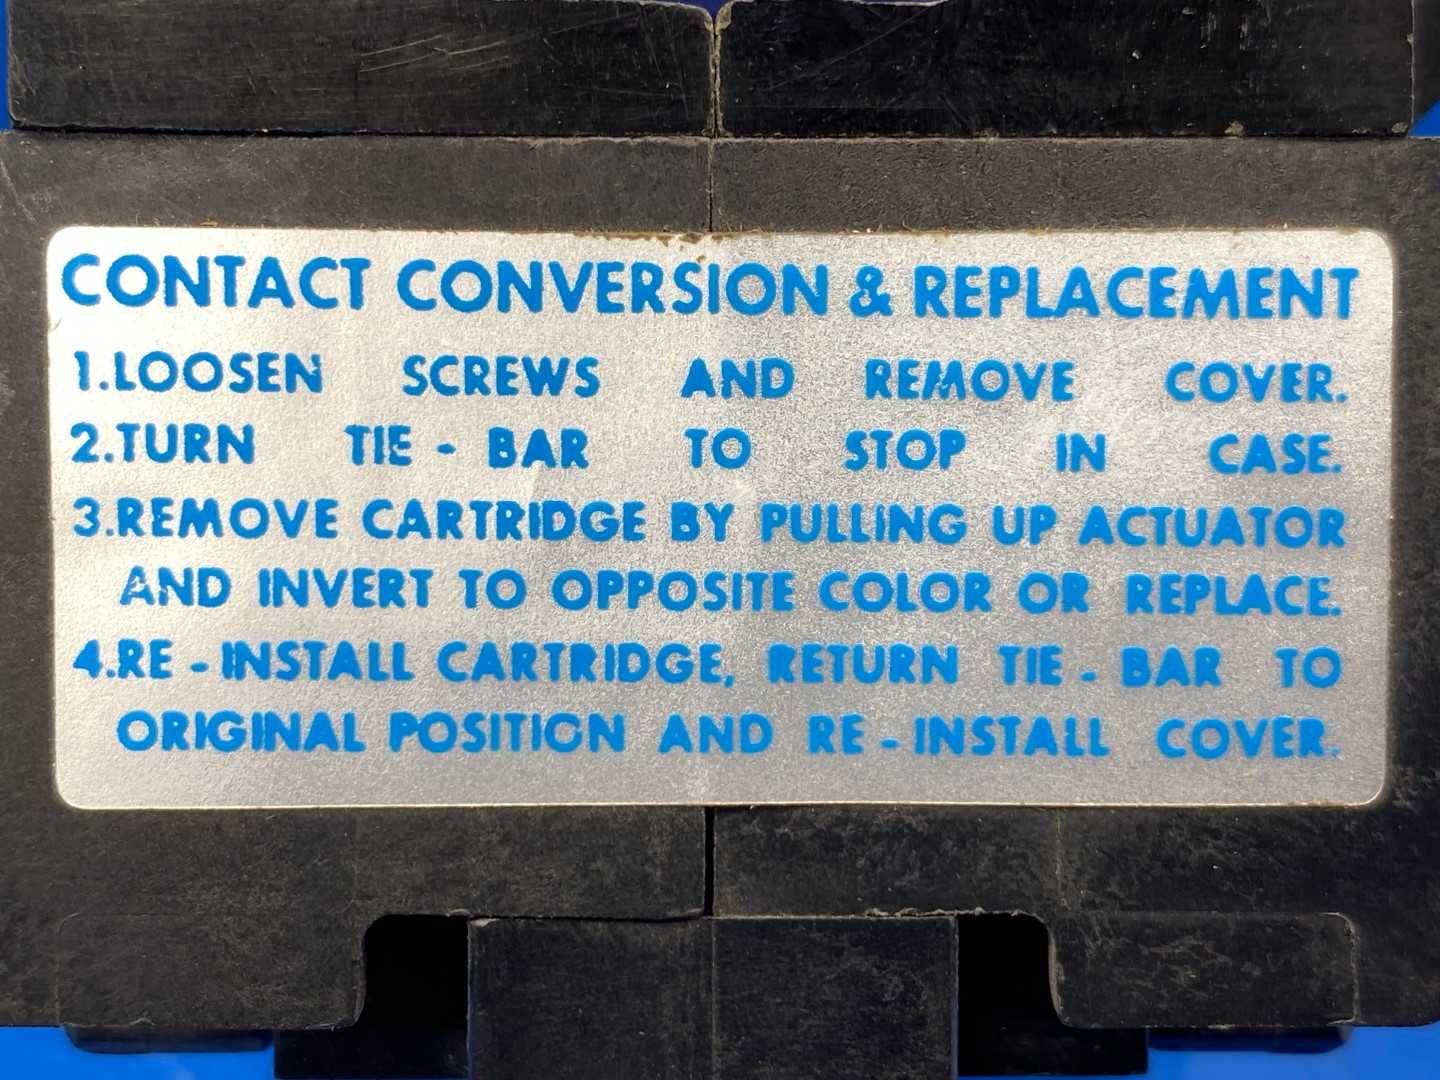 CONTACT CONVERSION & REPLACEMENT
1.LOOSEN SCREWS AND REMOVE COVER.
2.TURN TIE-BAR TO STOP IN CASE.
3.REMOVE CARTRIDGE BY PULLING UP ACTUATOR
AND INVERT TO OPPOSITE COLOR OR REPLACE.
4.RE-INSTALL CARTRIDGE, RETURN TIE-BAR TO
ORIGINAL POSITION AND RE-INSTALL COVER.